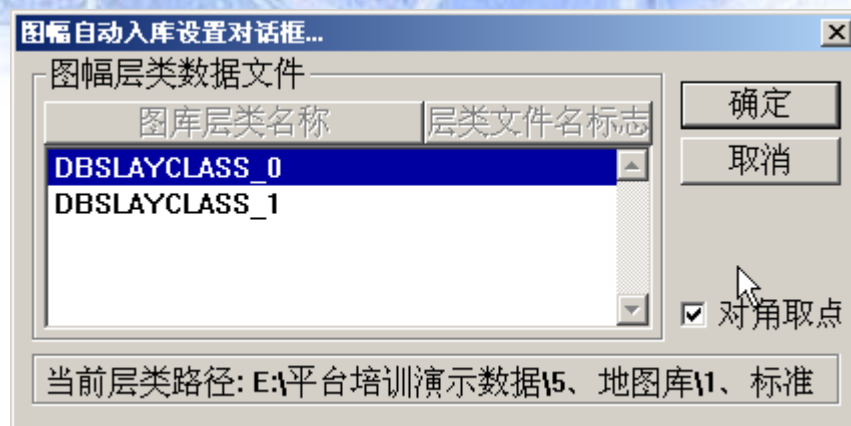 图幅自动入库设置对话框...
图幅层类数据文件
图库层类名称 层类文件名标志
DBSLAYCLASS_0
DBSLAYCLASS_1
确定
取消
对角取点
当前层类路径: E:\平台培训演示数据\5、地图库\1、标准